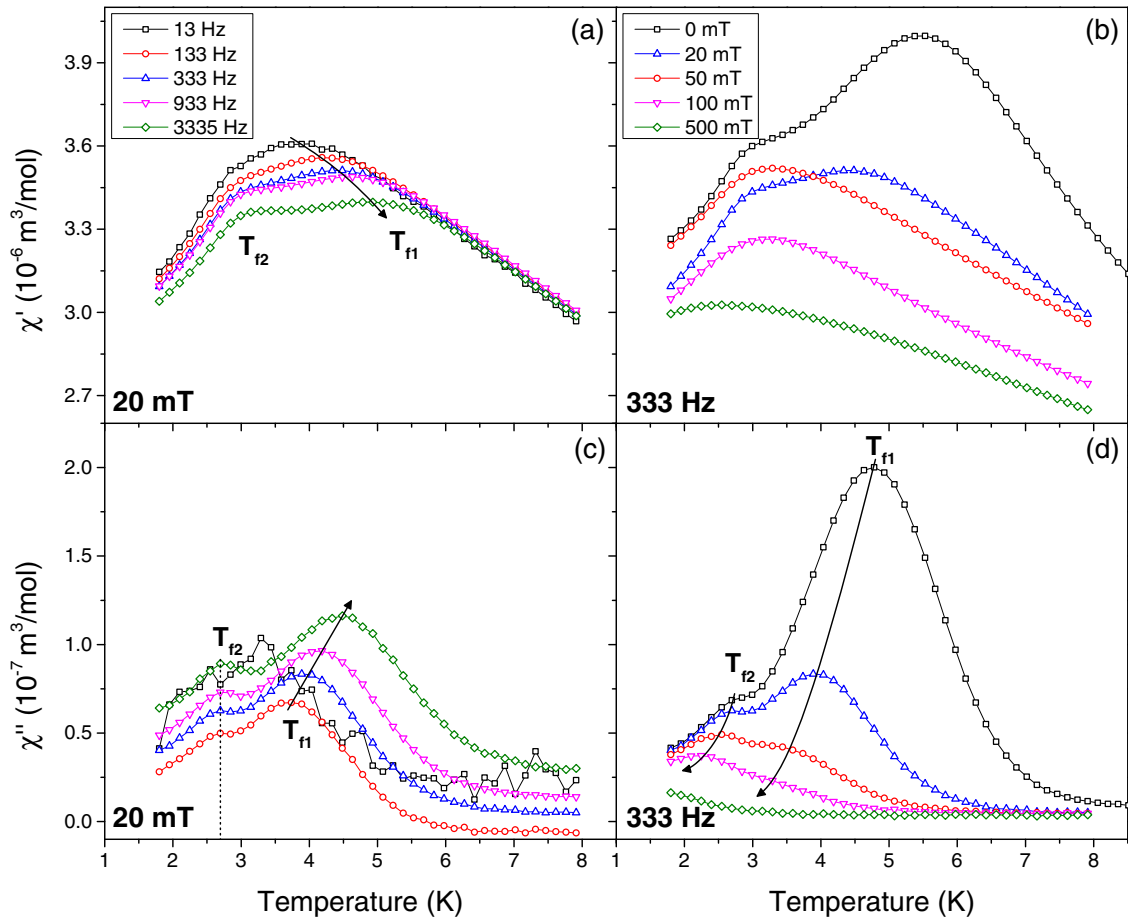 13 Hz
133 Hz
333 Hz
933 Hz
3335 Hz
(a)
3.9
3.6
3.3
3.0
2.7
χ' (10⁻⁶ m³/mol)
T_f2
T_f1
20 mT
0 mT
20 mT
50 mT
100 mT
500 mT
(b)
333 Hz
(c)
2.0
1.5
1.0
0.5
0.0
χ'' (10⁻⁷ m³/mol)
T_f2
T_f1
20 mT
1 2 3 4 5 6 7 8
Temperature (K)
(d)
T_f1
T_f2
333 Hz
1 2 3 4 5 6 7 8
Temperature (K)